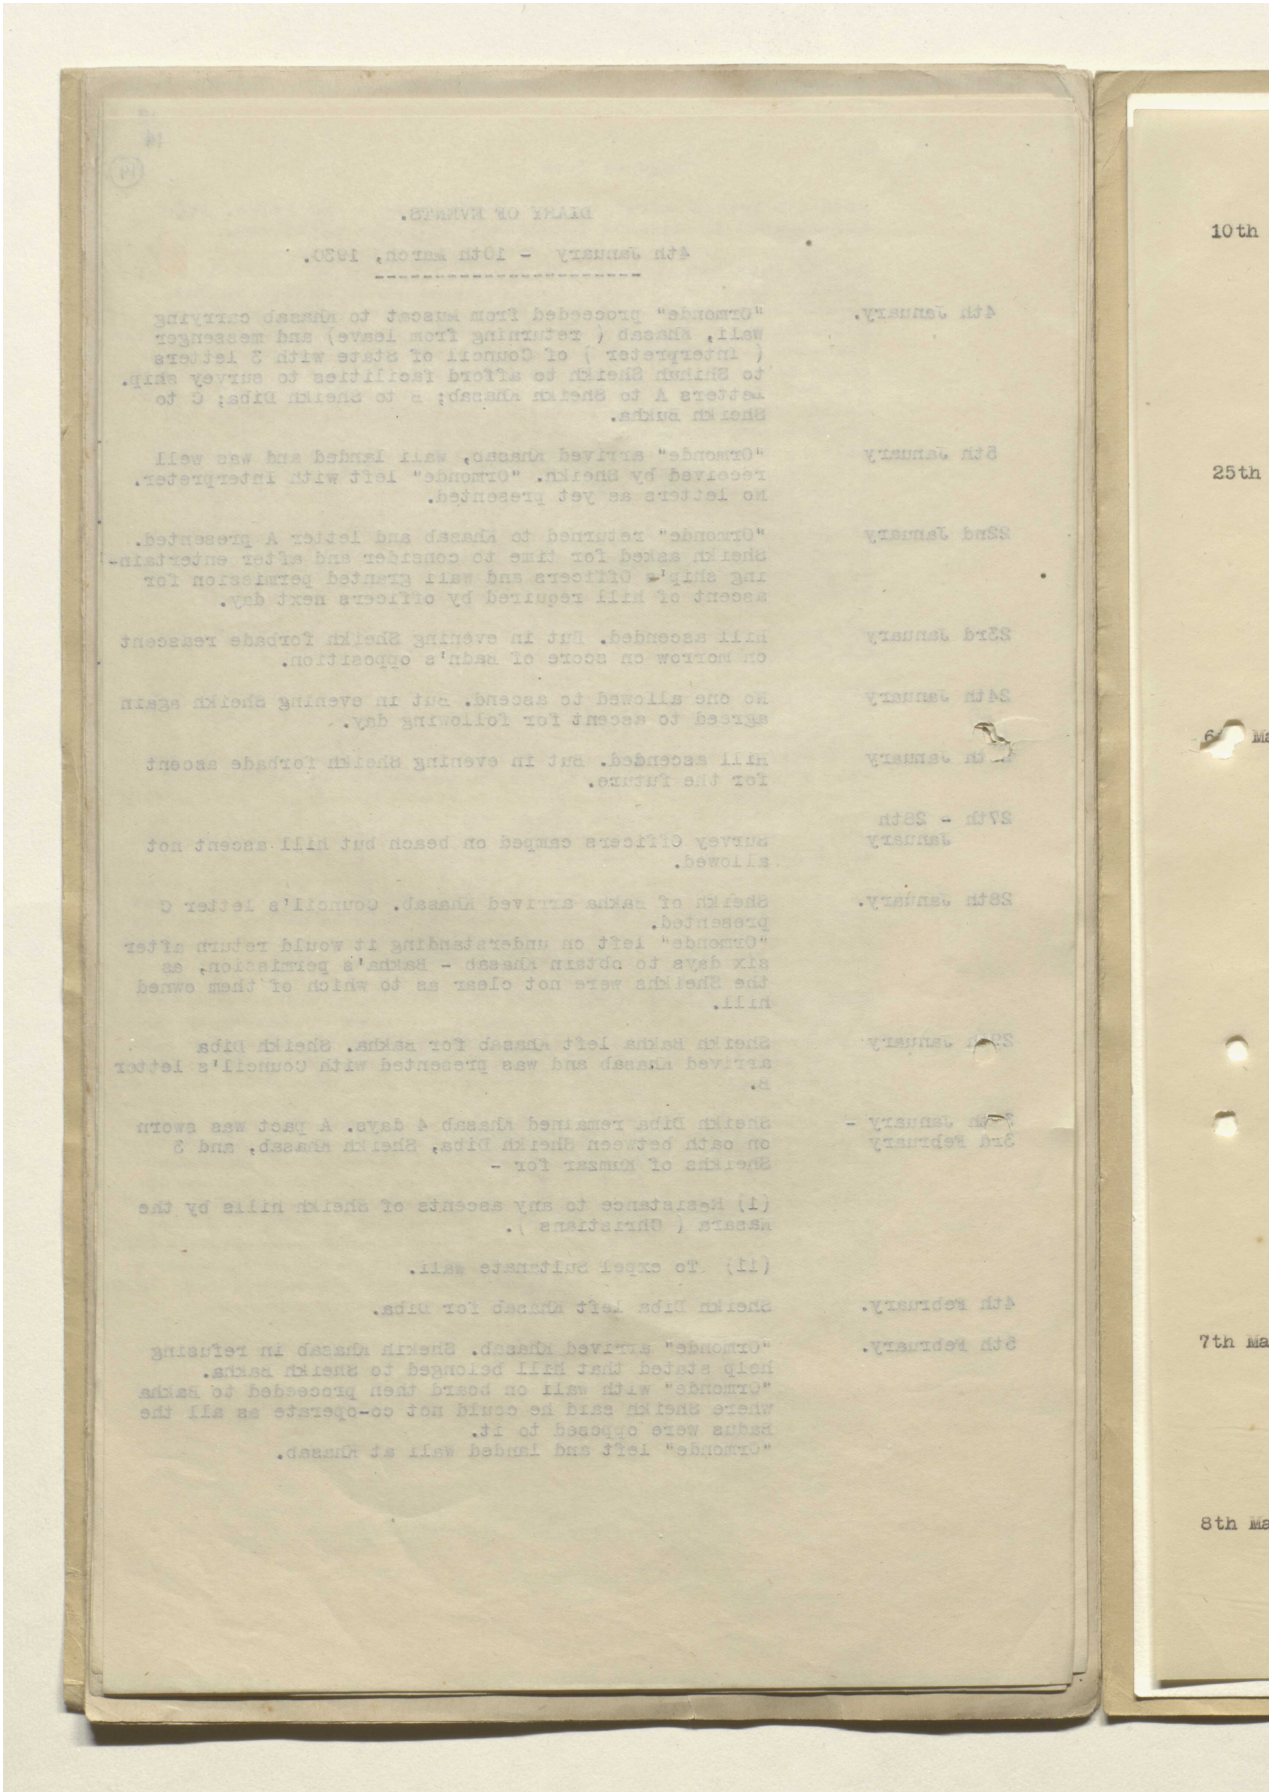 DIARY OF EVENTS.
4th January - 10th March, 1930.
4th January. "Ormonde" proceeded from Muscat to Khasab carrying
Wali, Khasab ( returning from leave) and messenger
( Interpreter ) of Council of State with 3 letters
to Shihuh Sheikh to afford facilities to survey ship.
Letters A to Sheikh Khasab; B to Sheikh Diba; C to
Sheikh Bukha.
5th January "Ormonde" arrived Khasab, Wali landed and was well
received by Sheikh. "Ormonde" left with Interpreter.
No letters as yet presented.
22nd January "Ormonde" returned to Khasab and letter A presented.
Sheikh asked for time to consider and after entertain-
ing ship's Officers and Wali granted permission for
ascent of hill required by officers next day.
23rd January Hill ascended. But in evening Sheikh forbade reascent
on morrow on score of Badn's opposition.
24th January No one allowed to ascend. But in evening Sheikh again
agreed to ascent for following day.
th January Hill ascended. But in evening Sheikh forbade ascent
for the future.
27th - 28th
January Survey Officers camped on beach but hill ascent not
allowed.
28th January. Sheikh of Bakha arrived Khasab. Council's letter C
presented.
"Ormonde" left on understanding it would return after
six days to obtain Khasab - Bakha's permission, as
the Sheikhs were not clear as to which of them owned
hill.
29th January Sheikh Bakha left Khasab for Bakha. Sheikh Diba
arrived Khasab and was presented with Council's letter
B.
th January -
3rd February Sheikh Diba remained Khasab 4 days. A pact was sworn
on oath between Sheikh Diba, Sheikh Khasab, and 3
Sheikhs of Kumzar for -
(i) Resistance to any ascents of Sheikh hills by the
Nasara ( Christians ).
(ii) To expel Sultanate Wali.
4th February. Sheikh Diba left Khasab for Diba.
5th February. "Ormonde" arrived Khasab. Shekih Khasab in refusing
help stated that hill belonged to Sheikh Bakha.
"Ormonde" with Wali on board then proceeded to Bakha
where Sheikh said he could not co-operate as all the
Badus were opposed to it.
"Ormonde" left and landed Wali at Khasab.
10th
25th
6 Ma
7th Ma
8th Ma